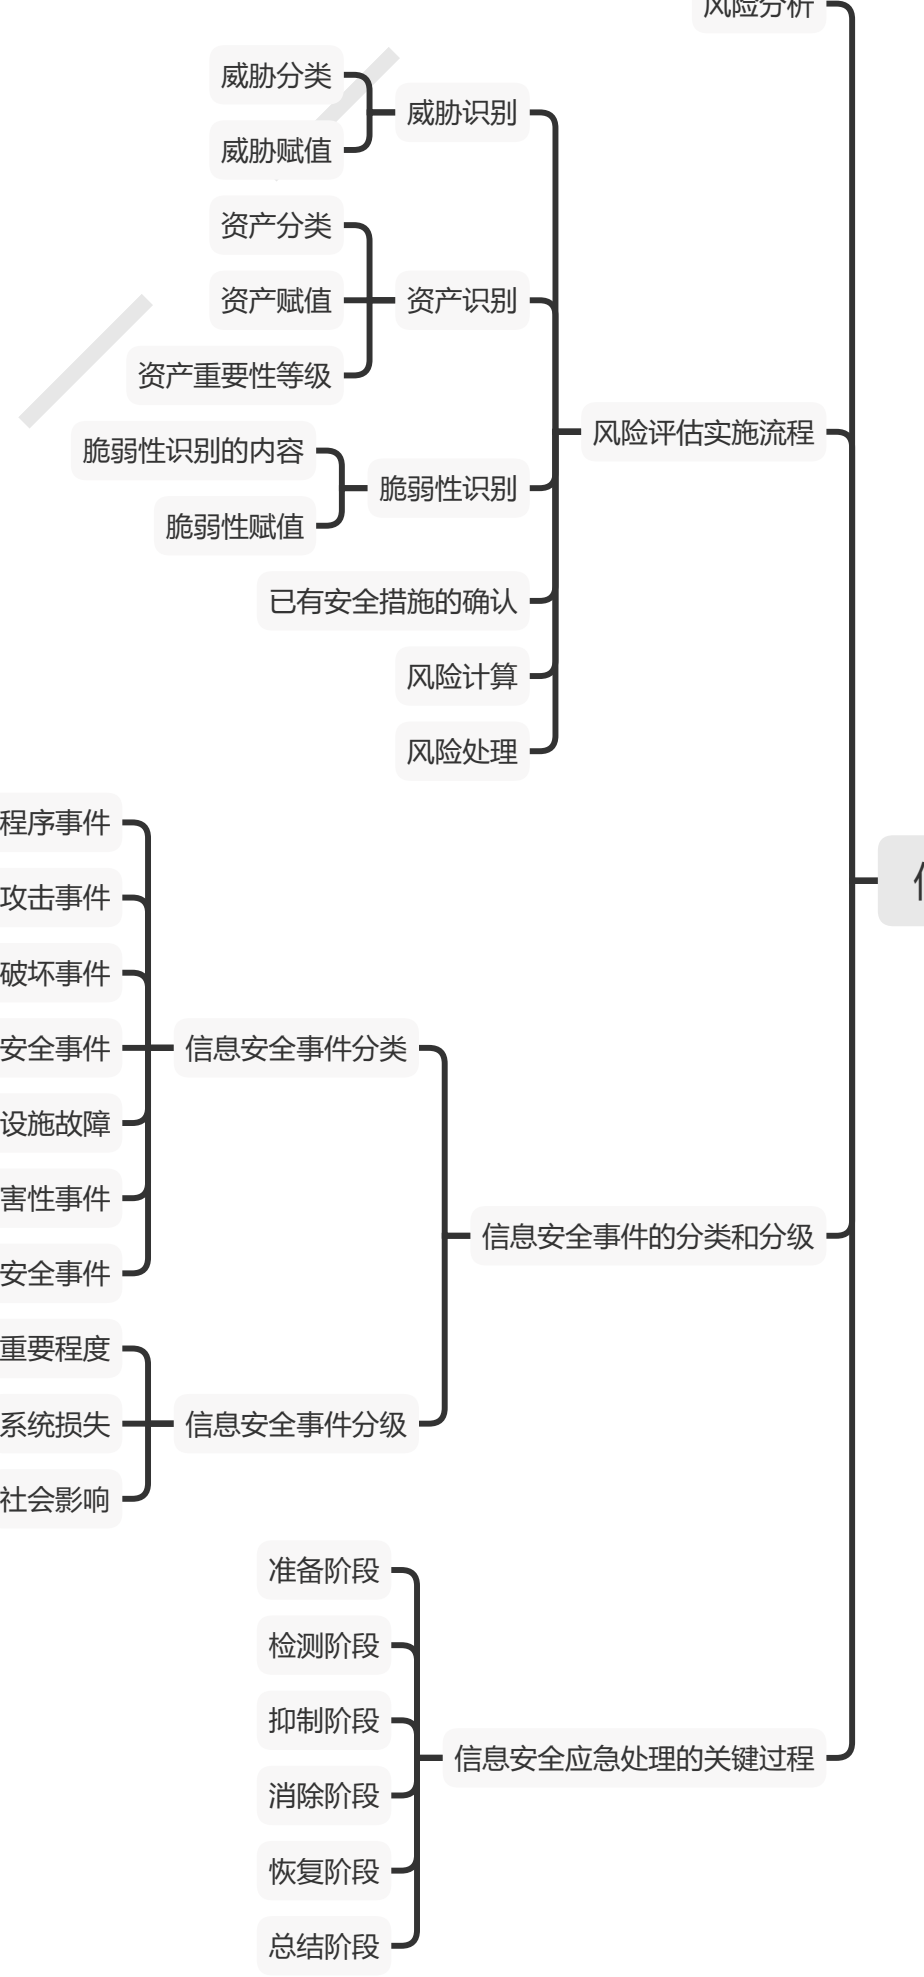 风险分析
威胁分类
威胁识别
威胁赋值
资产分类
资产赋值
资产识别
资产重要性等级
风险评估实施流程
脆弱性识别的内容
脆弱性识别
脆弱性赋值
已有安全措施的确认
风险计算
风险处理
程序事件
攻击事件
破坏事件
安全事件
信息安全事件分类
设施故障
害性事件
信息安全事件的分类和分级
安全事件
重要程度
系统损失
信息安全事件分级
社会影响
准备阶段
检测阶段
抑制阶段
信息安全应急处理的关键过程
消除阶段
恢复阶段
总结阶段